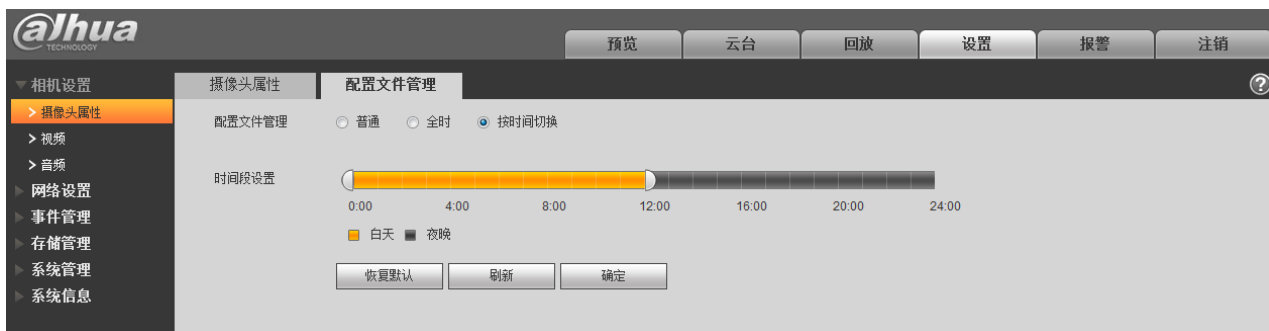 alhua
TECHNOLOGY
预览 云台 回放 设置 报警 注销
相机设置
摄像头属性 配置文件管理
> 摄像头属性
配置文件管理 普通 全时 按时间切换
> 视频
> 音频
时间段设置
网络设置
0:00 4:00 8:00 12:00 16:00 20:00 24:00
事件管理
白天 夜晚
存储管理
系统管理
恢复默认 刷新 确定
系统信息